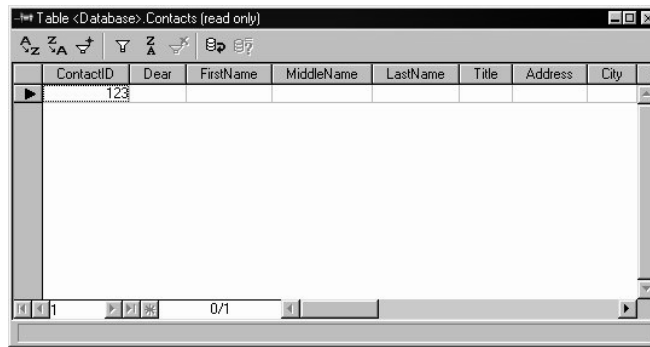 Table <Database>.Contacts (read only)
ContactID Dear FirstName MiddleName LastName Title Address City
123
1 0/1